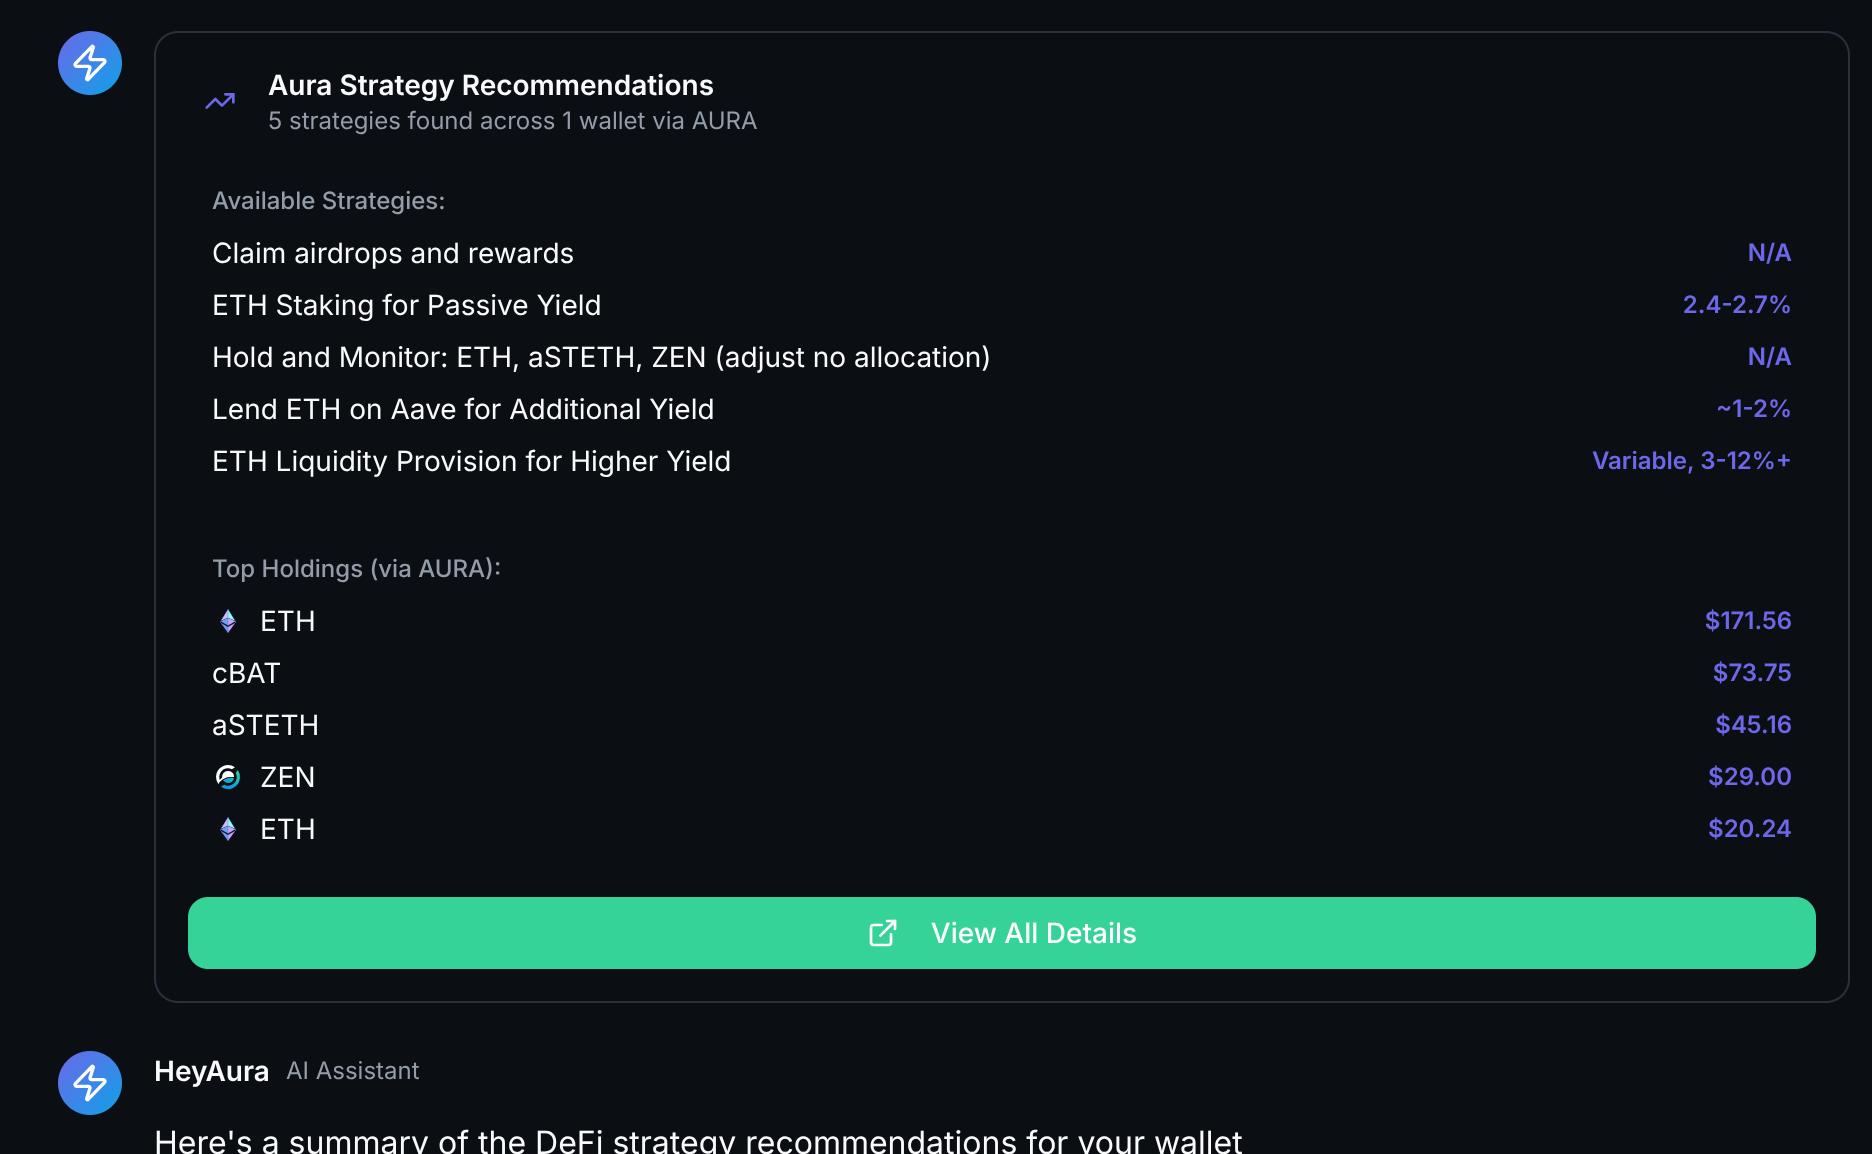 Aura Strategy Recommendations
5 strategies found across 1 wallet via AURA
Available Strategies:
Claim airdrops and rewards N/A
ETH Staking for Passive Yield 2.4-2.7%
Hold and Monitor: ETH, aSTETH, ZEN (adjust no allocation) N/A
Lend ETH on Aave for Additional Yield ~1-2%
ETH Liquidity Provision for Higher Yield Variable, 3-12%+
Top Holdings (via AURA):
ETH $171.56
cBAT $73.75
aSTETH $45.16
ZEN $29.00
ETH $20.24
View All Details
HeyAura AI Assistant
Here's a summary of the DeFi strategy recommendations for your wallet